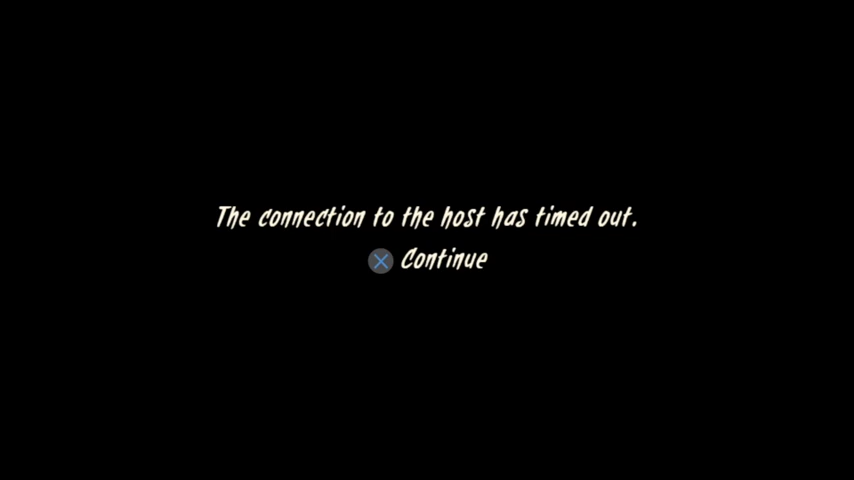 The connection to the host has timed out.
Continue